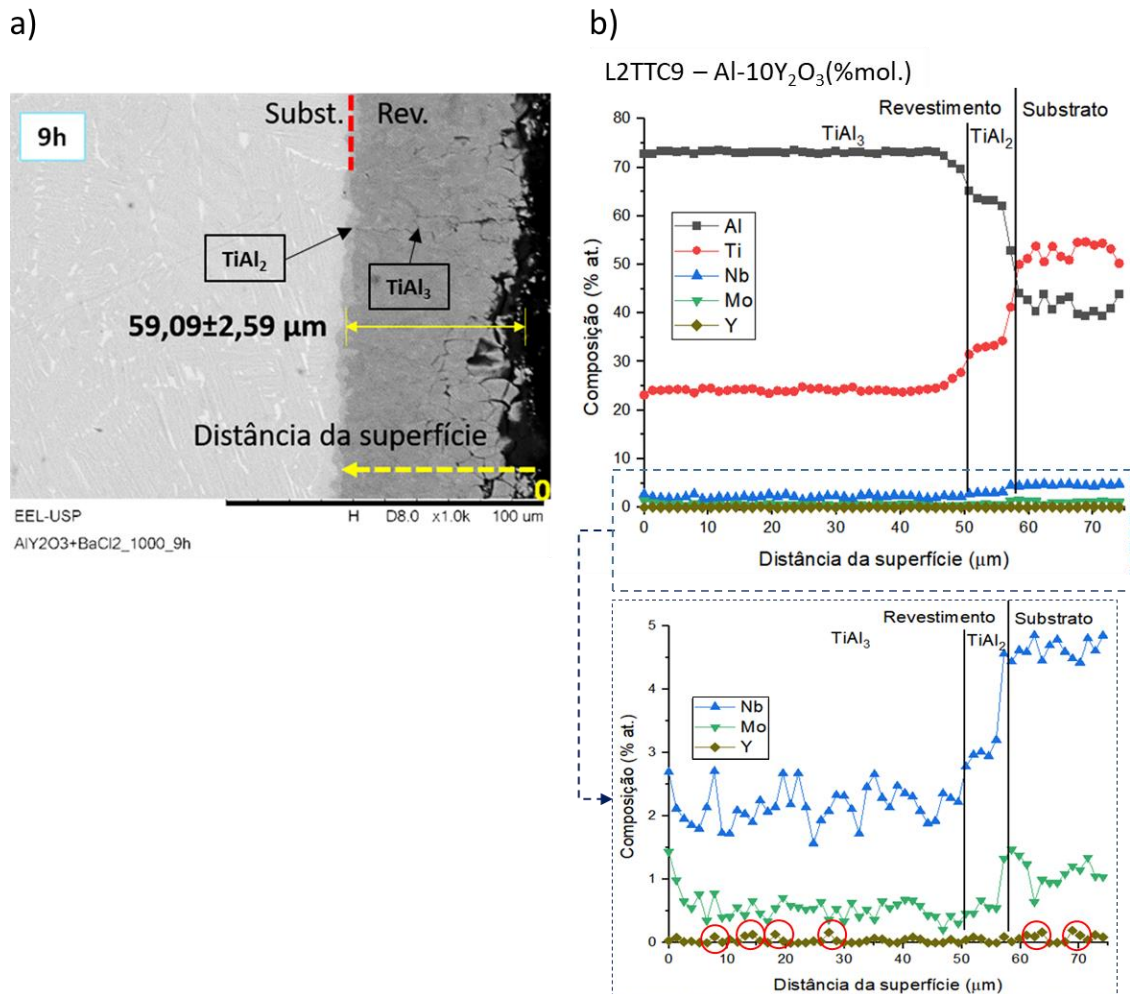 a)
b)
L2TTC9 – Al-10Y₂O₃(%mol.)
9h
Subst.
Rev.
TiAl₂
TiAl₃
59,09±2,59 µm
Distância da superfície
0
EEL-USP
H D8.0 x1.0k 100 um
AlY2O3+BaCl2_1000_9h
Revestimento
Substrato
TiAl₃
TiAl₂
80
70
60
50
40
30
20
10
0
Composição (% at.)
Al
Ti
Nb
Mo
Y
0 10 20 30 40 50 60 70
Distância da superfície (µm)
Revestimento
Substrato
TiAl₃
TiAl₂
5
4
3
2
1
0
Composição (% at.)
Nb
Mo
Y
0 10 20 30 40 50 60 70
Distância da superfície (µm)